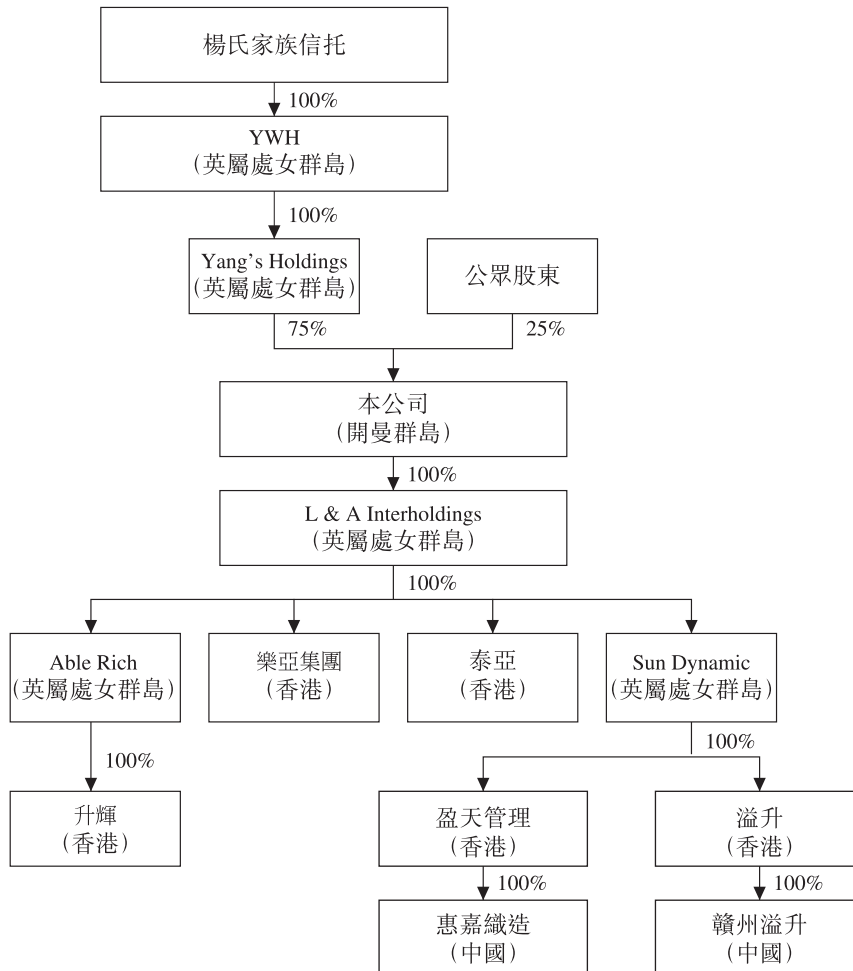 楊氏家族信托
100%
YWH
(英屬處女群島)
100%
Yang's Holdings
(英屬處女群島)
公眾股東
75%
25%
本公司
(開曼群島)
100%
L & A Interholdings
(英屬處女群島)
100%
Able Rich
(英屬處女群島)
樂亞集團
(香港)
泰亞
(香港)
Sun Dynamic
(英屬處女群島)
100%
100%
升輝
(香港)
盈天管理
(香港)
溢升
(香港)
100%
100%
惠嘉織造
(中國)
贛州溢升
(中國)